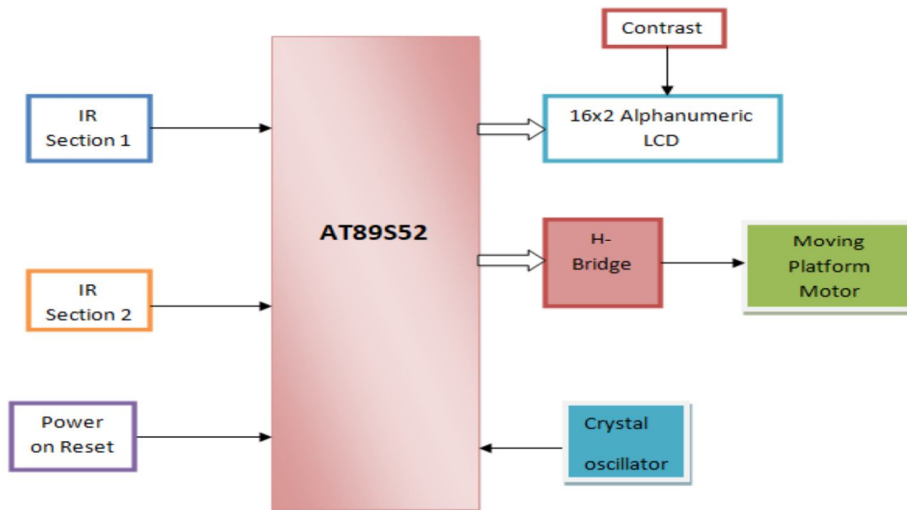 Contrast
IR
Section 1
16x2 Alphanumeric
LCD
AT89S52
H-
Bridge
Moving
Platform
Motor
IR
Section 2
Power
on Reset
Crystal
oscillator